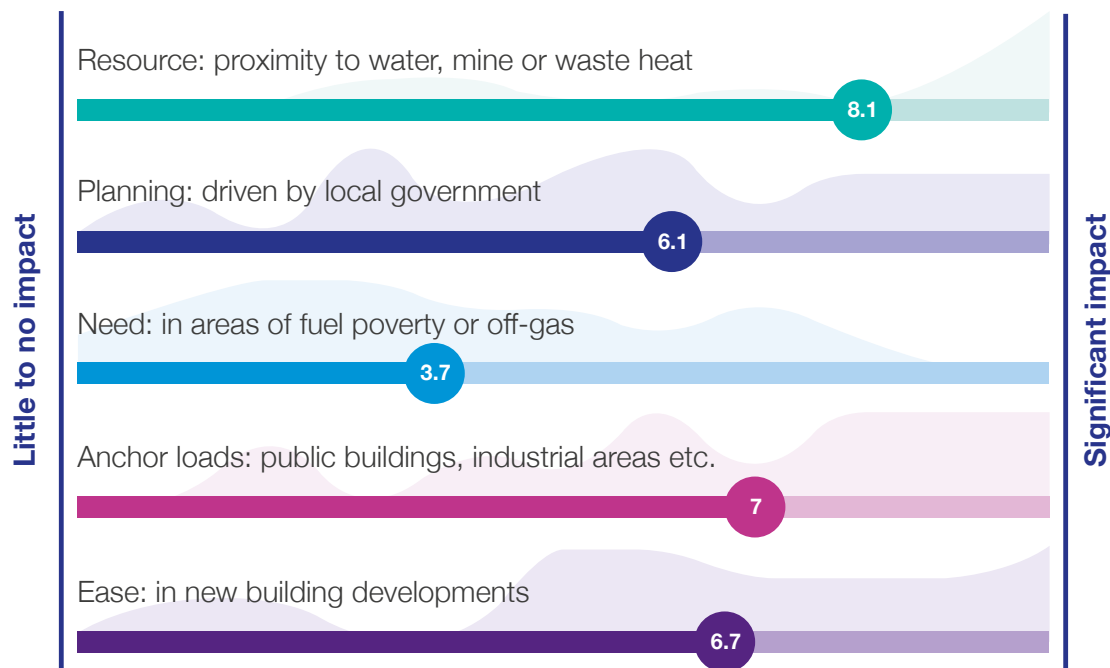 Resource: proximity to water, mine or waste heat
8.1
Planning: driven by local government
6.1
Need: in areas of fuel poverty or off-gas
3.7
Anchor loads: public buildings, industrial areas etc.
7
Ease: in new building developments
6.7
Little to no impact
Significant impact